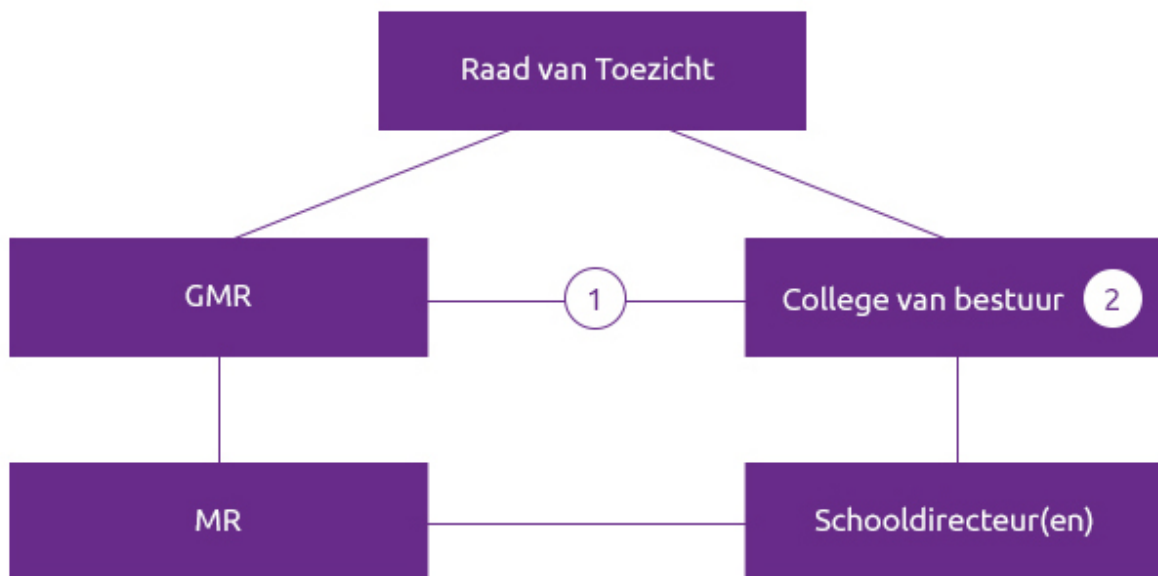 Raad van Toezicht
GMR
1
College van bestuur
2
MR
Schooldirecteur(en)